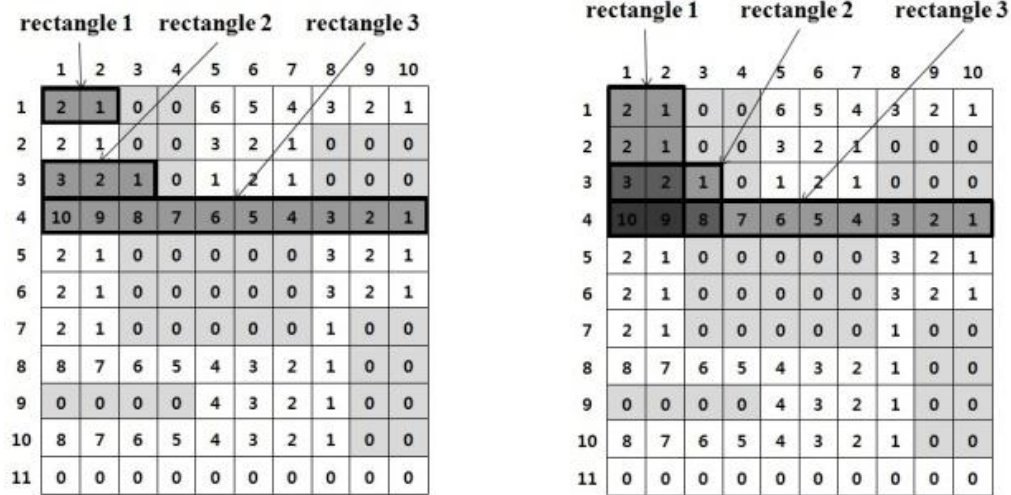 rectangle 1 rectangle 2 rectangle 3
1 2 3 4 5 6 7 8 9 10
1 2 1 0 0 6 5 4 3 2 1
2 2 1 0 0 3 2 1 0 0 0
3 3 2 1 0 1 2 1 0 0 0
4 10 9 8 7 6 5 4 3 2 1
5 2 1 0 0 0 0 0 3 2 1
6 2 1 0 0 0 0 0 3 2 1
7 2 1 0 0 0 0 0 1 0 0
8 8 7 6 5 4 3 2 1 0 0
9 0 0 0 0 4 3 2 1 0 0
10 8 7 6 5 4 3 2 1 0 0
11 0 0 0 0 0 0 0 0 0 0
rectangle 1 rectangle 2 rectangle 3
1 2 3 4 5 6 7 8 9 10
1 2 1 0 0 6 5 4 3 2 1
2 2 1 0 0 3 2 1 0 0 0
3 3 2 1 0 1 2 1 0 0 0
4 10 9 8 7 6 5 4 3 2 1
5 2 1 0 0 0 0 0 3 2 1
6 2 1 0 0 0 0 0 3 2 1
7 2 1 0 0 0 0 0 1 0 0
8 8 7 6 5 4 3 2 1 0 0
9 0 0 0 0 4 3 2 1 0 0
10 8 7 6 5 4 3 2 1 0 0
11 0 0 0 0 0 0 0 0 0 0